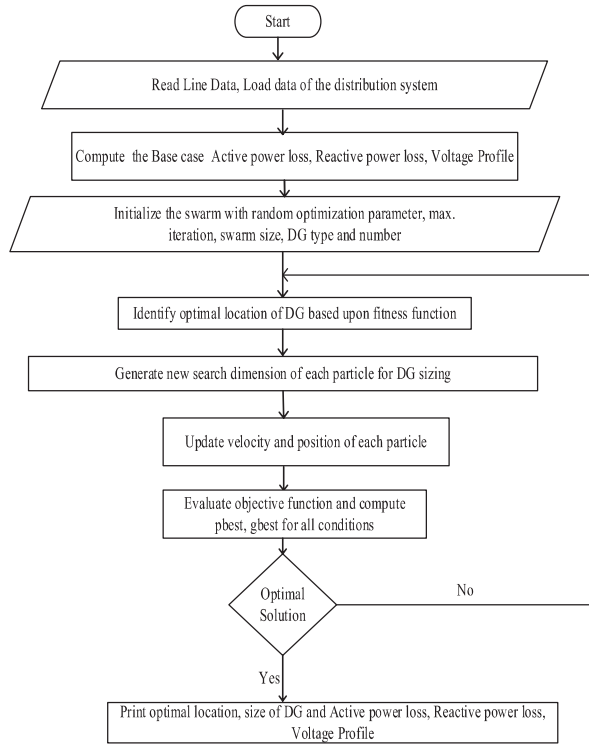 Start
Read Line Data, Load data of the distribution system
Compute the Base case Active power loss, Reactive power loss, Voltage Profile
Initialize the swarm with random optimization parameter, max.
iteration, swarm size, DG type and number
Identify optimal location of DG based upon fitness function
Generate new search dimension of each particle for DG sizing
Update velocity and position of each particle
Evaluate objective function and compute
pbest, gbest for all conditions
Optimal
Solution
No
Yes
Print optimal location, size of DG and Active power loss, Reactive power loss,
Voltage Profile